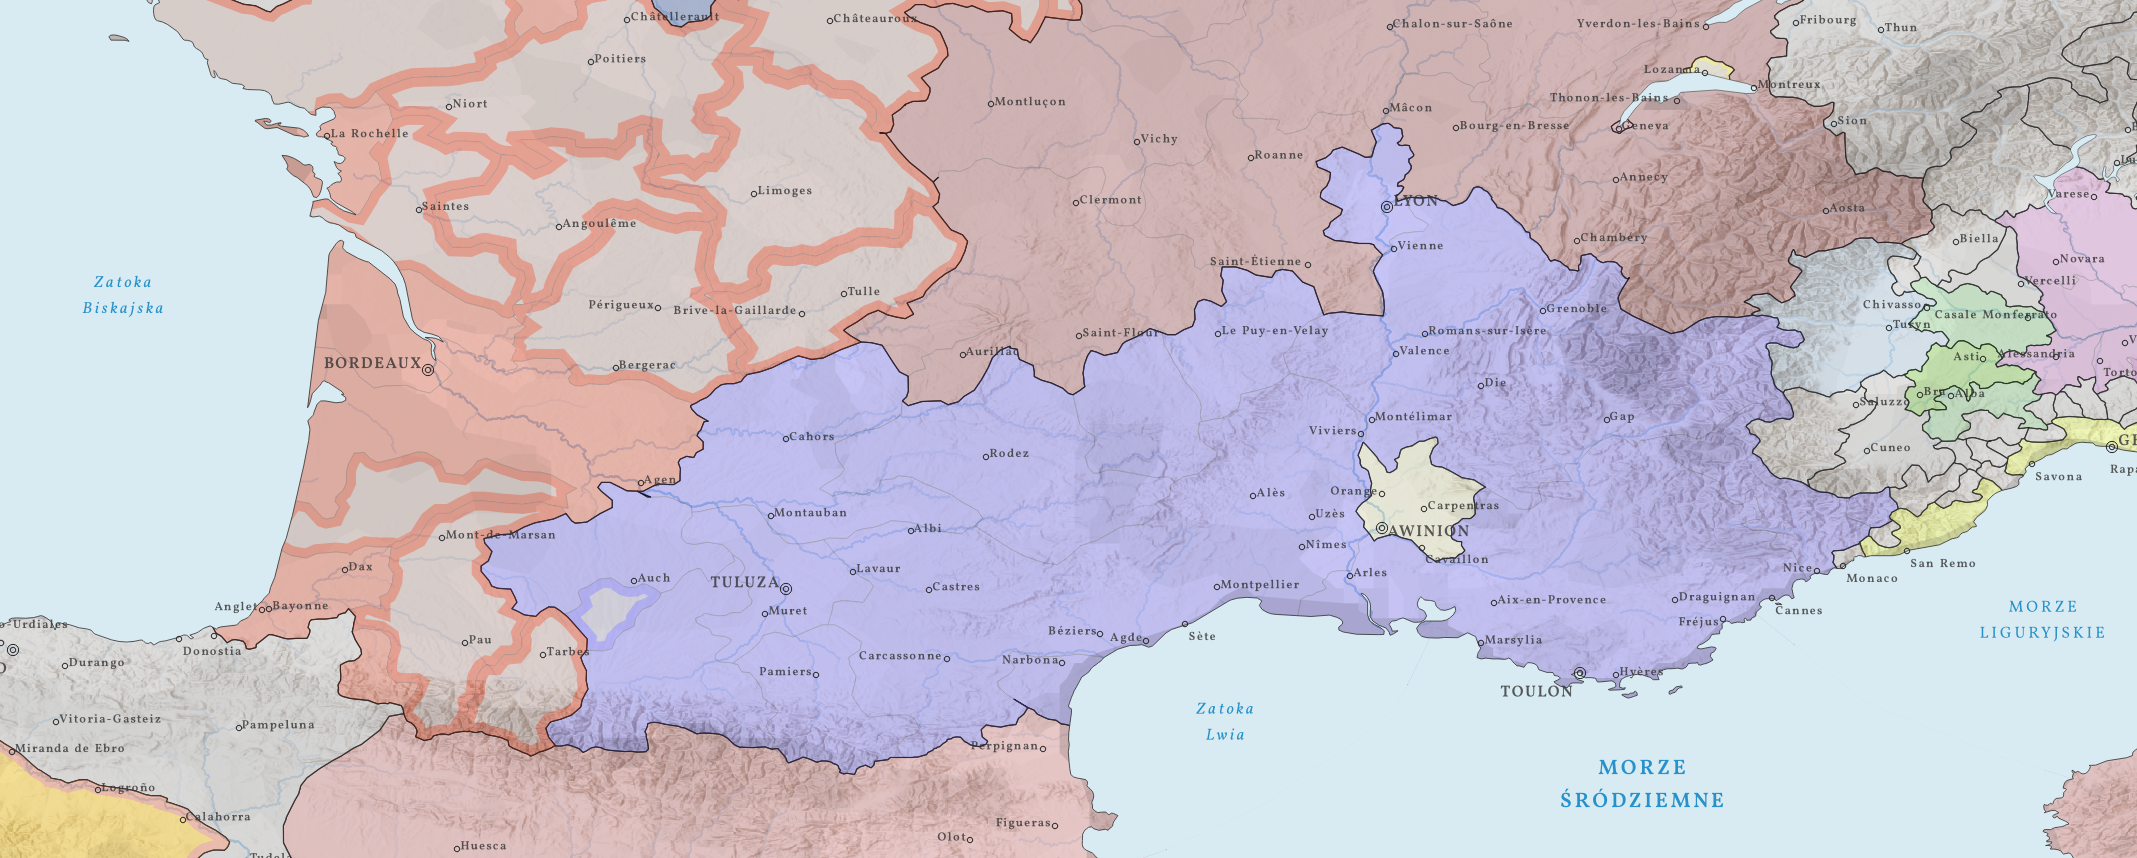 Châtellerault
Châteauroux
Chalon-sur-Saône
Yverdon-les-Bains
Fribourg
Thun
Poitiers
Lozanna
Montreux
Niort
Montluçon
Thonon-les-Bains
Mâcon
Bourg-en-Bresse
Geneva
Sion
La Rochelle
Vichy
Roanne
Limoges
Annecy
Varese
Saintes
Clermont
LYON
Aosta
Angoulême
Chambéry
Biella
Vienne
Saint-Étienne
Novara
Zatoka
Biskajska
Tulle
Vercelli
Périgueux
Brive-la-Gaillarde
Grenoble
Chivasso
Casale Monferrato
Saint-Flour
Le Puy-en-Velay
Romans-sur-Isère
Turyn
BORDEAUX
Bergerac
Aurillac
Valence
Asti
Alessandria
Die
Alba
Saluzzo
Montélimar
Gap
Viviers
Cahors
Rodez
Cuneo
Savona
Agen
Alès
Orange
Carpentras
Montauban
Uzès
Albi
AWINION
Mont-de-Marsan
Nîmes
Cavaillon
San Remo
Dax
Auch
TULUZA
Lavaur
Castres
Montpellier
Arles
Nice
Monaco
Anglet
Bayonne
Muret
Aix-en-Provence
Draguignan
Cannes
MORZE
LIGURYJSKIE
Fréjus
Béziers
Agde
Sète
Marsylia
Donostia
Pau
Tarbes
Durango
Carcassonne
Narbona
Pamiers
Hyères
TOULON
Vitoria-Gasteiz
Pampeluna
Zatoka
Lwia
Miranda de Ebro
Perpignan
MORZE
ŚRÓDZIEMNE
Logroño
Calahorra
Figueras
Olot
Huesca
Tudela